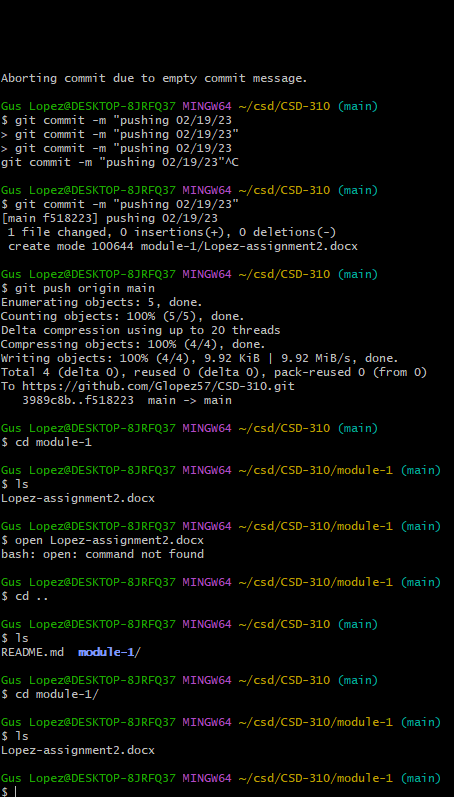 Aborting commit due to empty commit message.
Gus Lopez@DESKTOP-8JRFQ37 MINGW64 ~/csd/CSD-310 (main)
$ git commit -m "pushing 02/19/23
> git commit -m "pushing 02/19/23"
> git commit -m "pushing 02/19/23
git commit -m "pushing 02/19/23"^C
Gus Lopez@DESKTOP-8JRFQ37 MINGW64 ~/csd/CSD-310 (main)
$ git commit -m "pushing 02/19/23"
[main f518223] pushing 02/19/23
1 file changed, 0 insertions(+), 0 deletions(-)
create mode 100644 module-1/Lopez-assignment2.docx
Gus Lopez@DESKTOP-8JRFQ37 MINGW64 ~/csd/CSD-310 (main)
$ git push origin main
Enumerating objects: 5, done.
Counting objects: 100% (5/5), done.
Delta compression using up to 20 threads
Compressing objects: 100% (4/4), done.
Writing objects: 100% (4/4), 9.92 KiB | 9.92 MiB/s, done.
Total 4 (delta 0), reused 0 (delta 0), pack-reused 0 (from 0)
To https://github.com/Glopez57/CSD-310.git
3989c8b..f518223  main -> main
Gus Lopez@DESKTOP-8JRFQ37 MINGW64 ~/csd/CSD-310 (main)
$ cd module-1
Gus Lopez@DESKTOP-8JRFQ37 MINGW64 ~/csd/CSD-310/module-1 (main)
$ ls
Lopez-assignment2.docx
Gus Lopez@DESKTOP-8JRFQ37 MINGW64 ~/csd/CSD-310/module-1 (main)
$ open Lopez-assignment2.docx
bash: open: command not found
Gus Lopez@DESKTOP-8JRFQ37 MINGW64 ~/csd/CSD-310/module-1 (main)
$ cd ..
Gus Lopez@DESKTOP-8JRFQ37 MINGW64 ~/csd/CSD-310 (main)
$ ls
README.md  module-1/
Gus Lopez@DESKTOP-8JRFQ37 MINGW64 ~/csd/CSD-310 (main)
$ cd module-1/
Gus Lopez@DESKTOP-8JRFQ37 MINGW64 ~/csd/CSD-310/module-1 (main)
$ ls
Lopez-assignment2.docx
Gus Lopez@DESKTOP-8JRFQ37 MINGW64 ~/csd/CSD-310/module-1 (main)
$